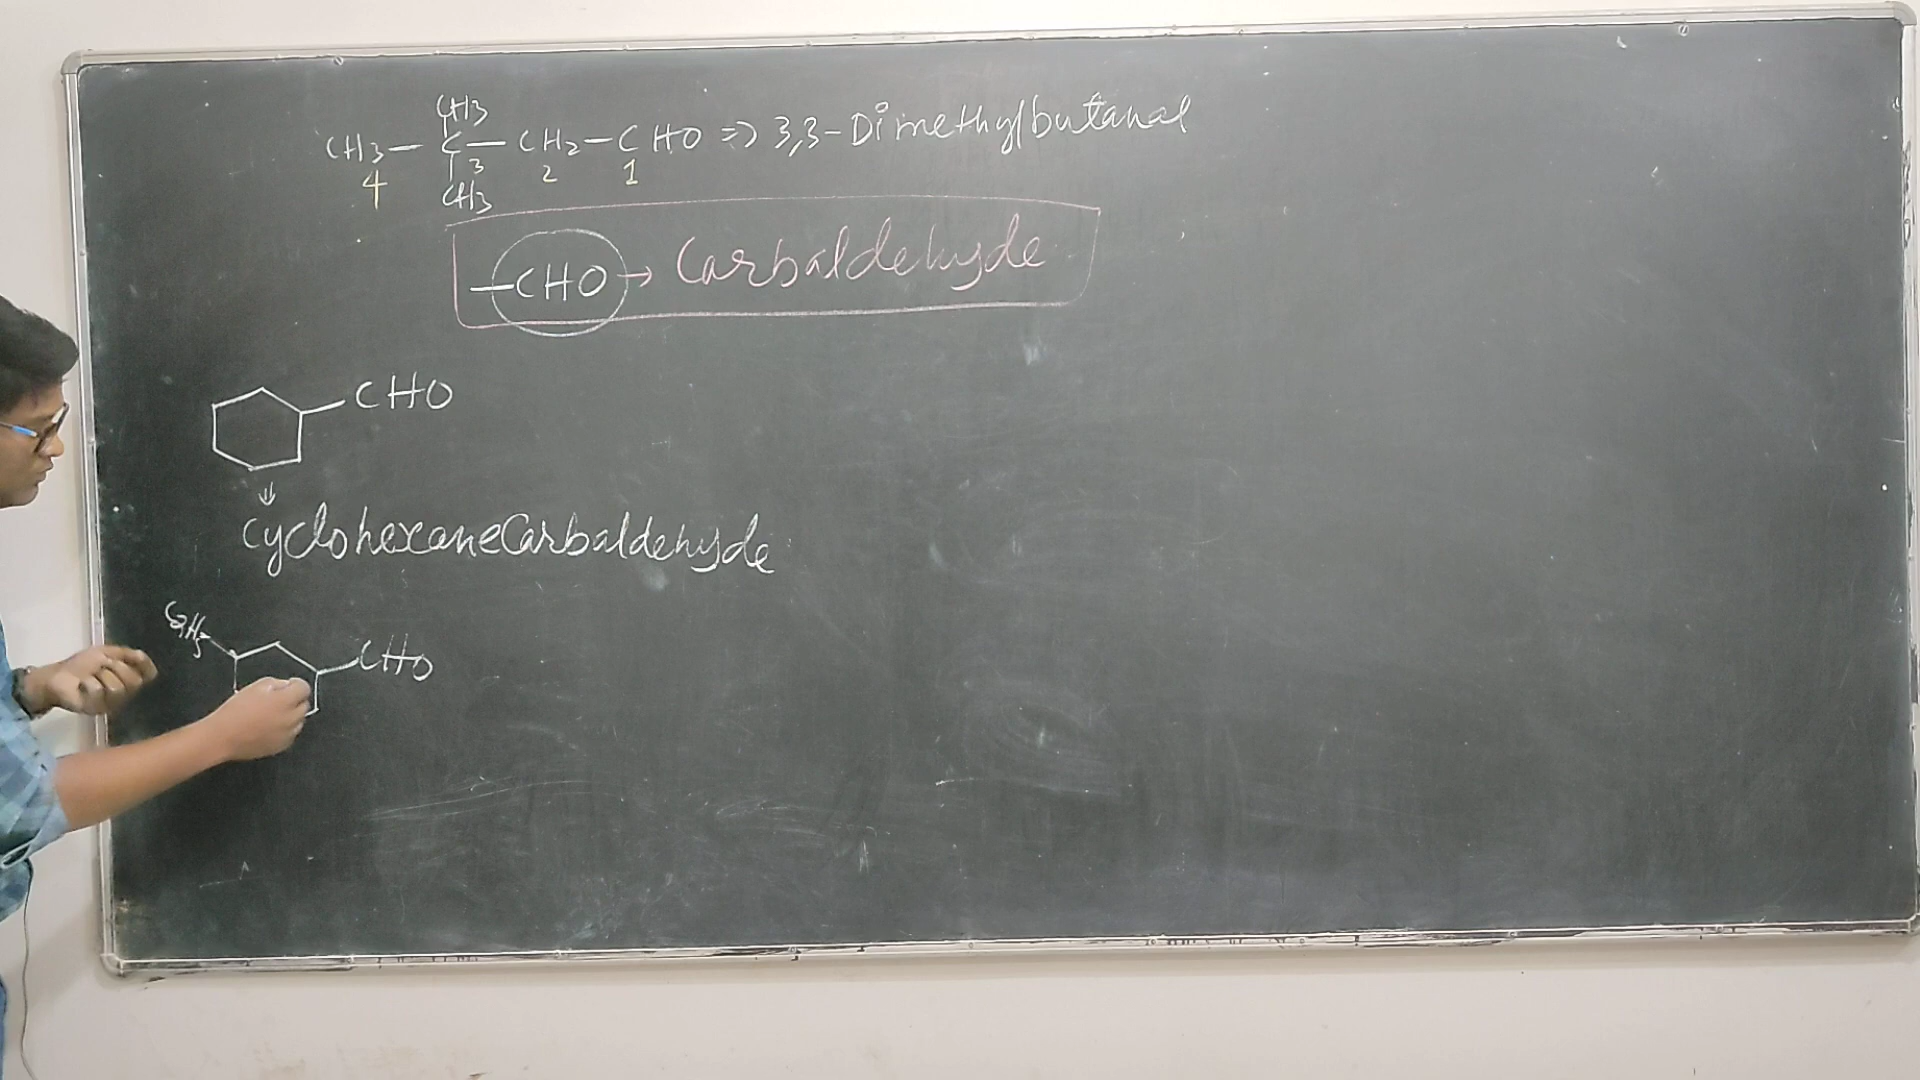 CH3
CH3 — C — CH2 — CHO => 3,3-Dimethylbutanal
4 3 2 1
CH3
—CHO → Carbaldehyde
CHO
cyclohexaneCarbaldehyde
C2H5
CHO